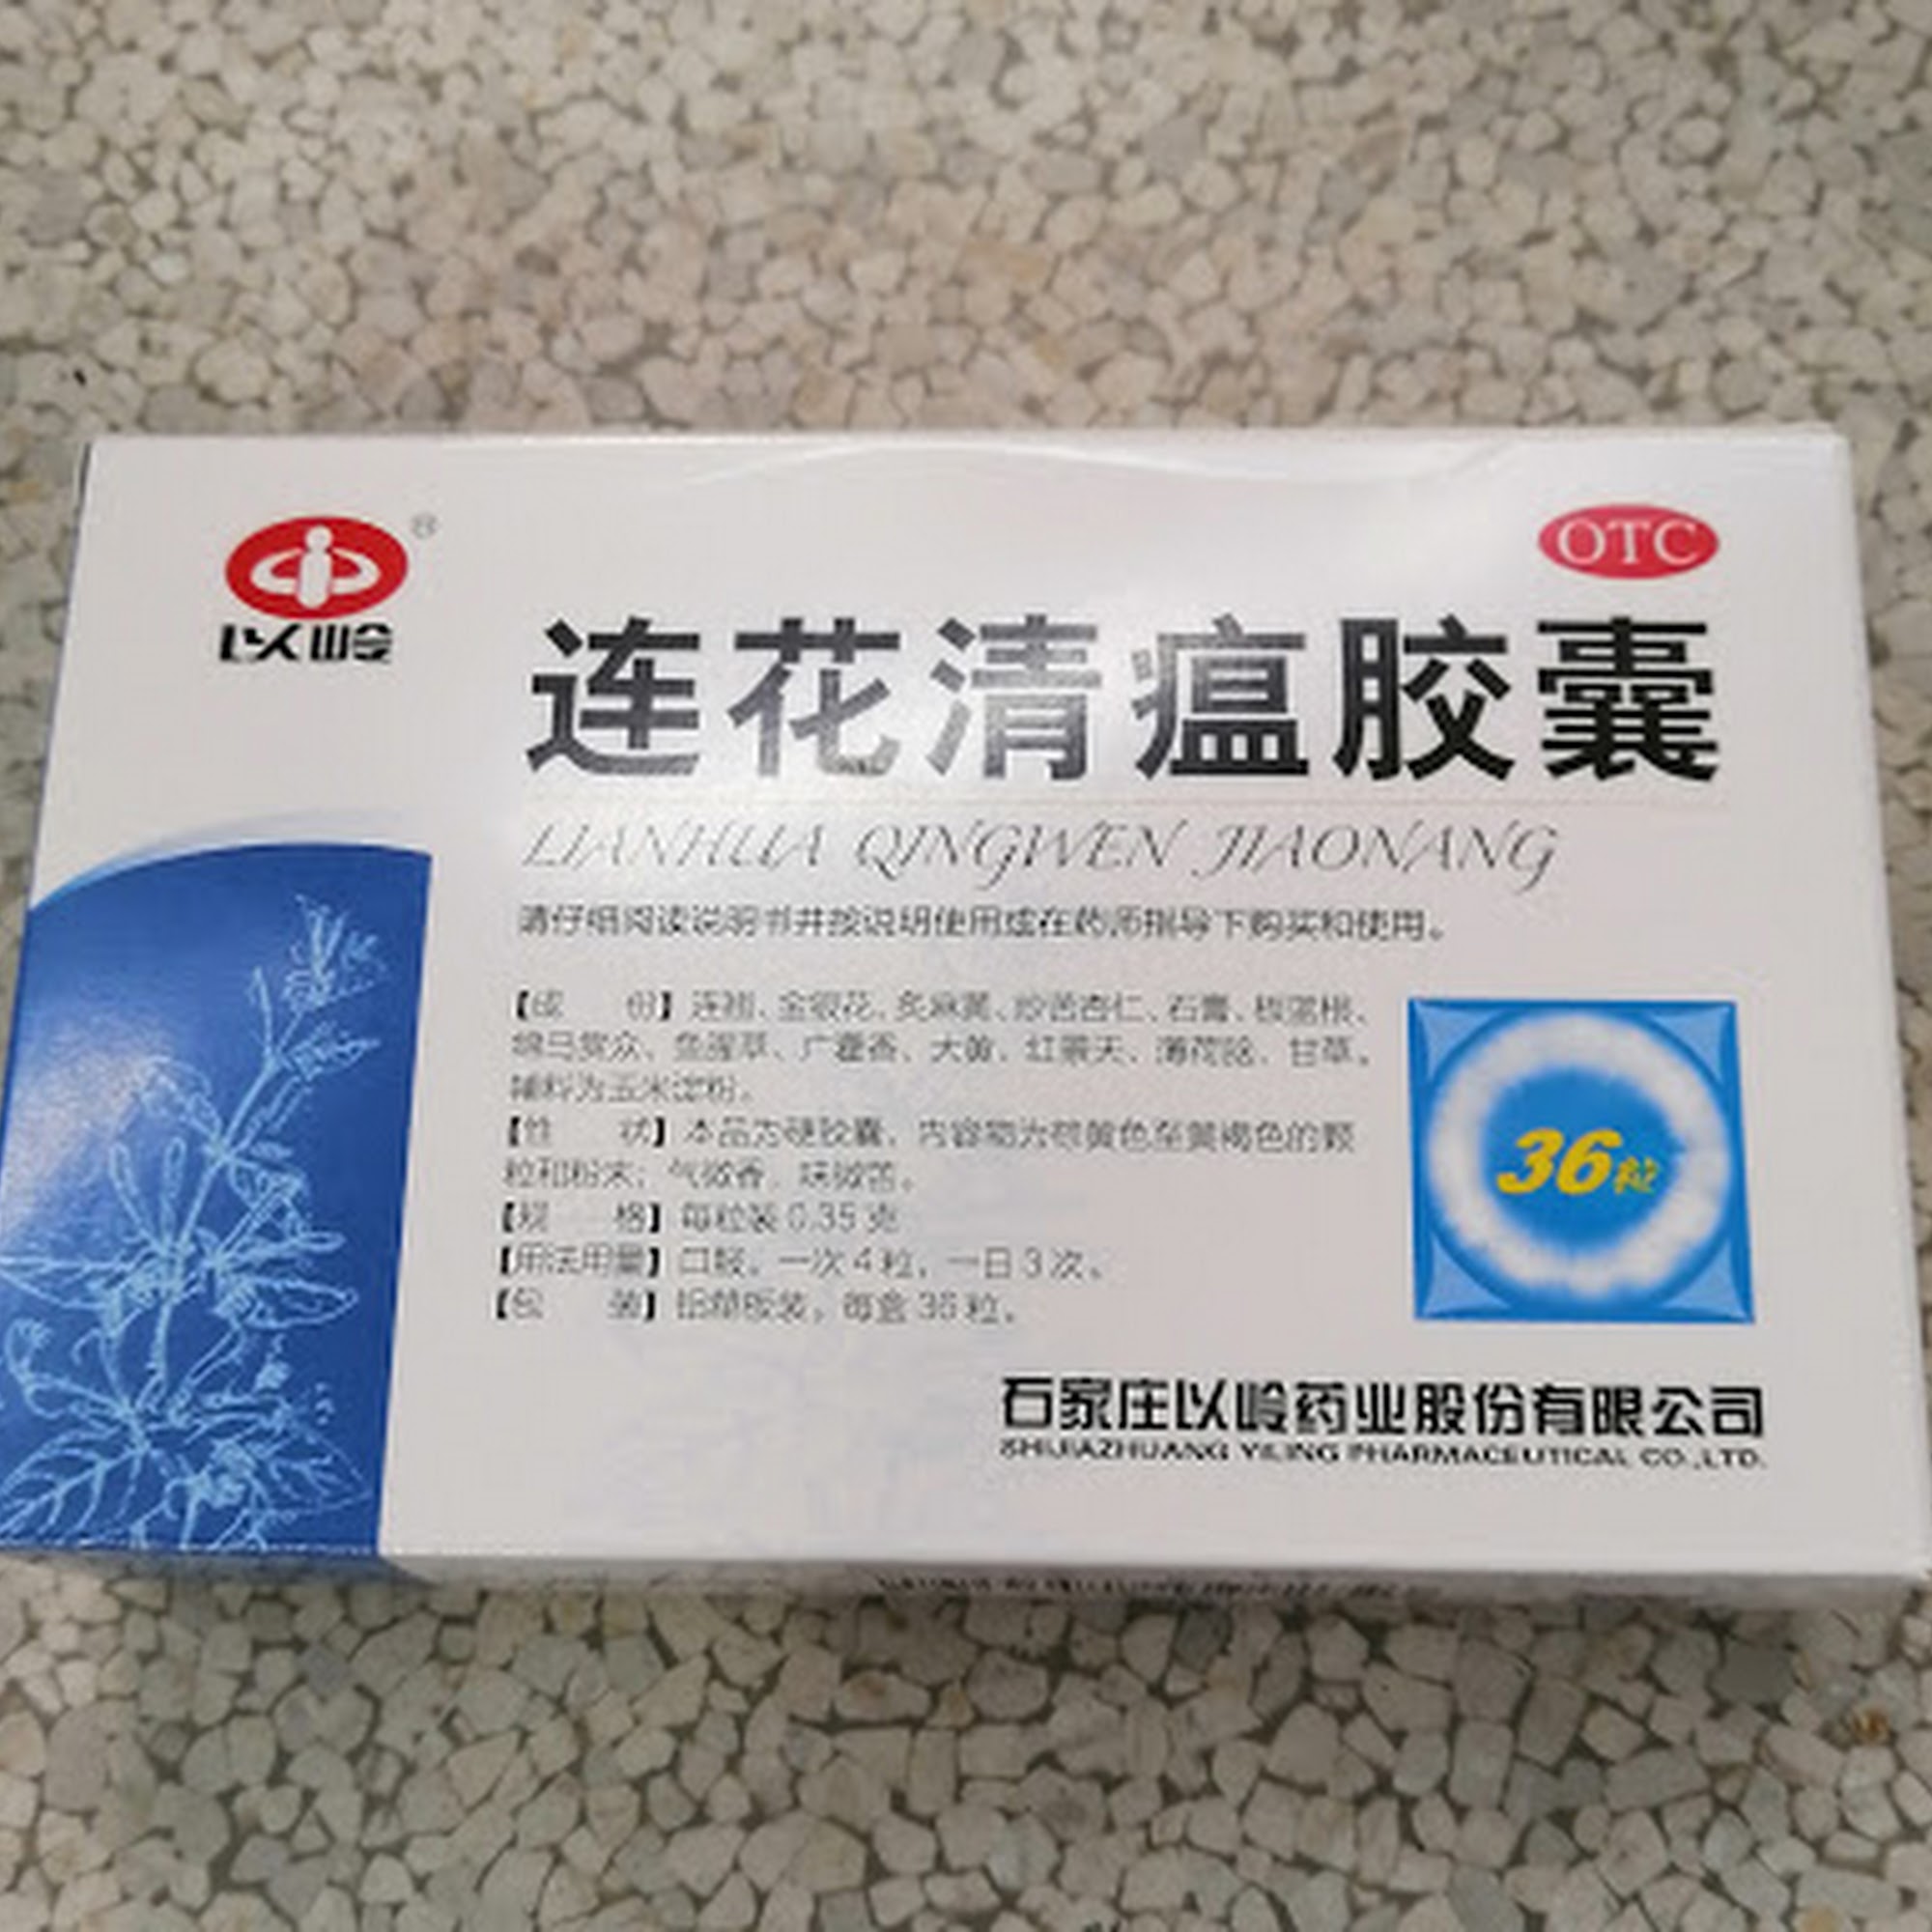 以岭
®
OTC
连花清瘟胶囊
LIANHUA QINGWEN JIAONANG
请仔细阅读说明书并按说明使用或在药师指导下购买和使用。
【成 份】连翘、金银花、炙麻黄、炒苦杏仁、石膏、板蓝根、
绵马贯众、鱼腥草、广藿香、大黄、红景天、薄荷脑、甘草。
辅料为玉米淀粉。
【性 状】本品为硬胶囊，内容物为棕黄色至黄褐色的颗
粒和粉末；气微香，味微苦。
【规 格】每粒装0.35克
【用法用量】口服。一次4粒，一日3次。
【包 装】铝塑板装，每盒36粒。
36粒
石家庄以岭药业股份有限公司
SHIJIAZHUANG YILING PHARMACEUTICAL CO.,LTD.